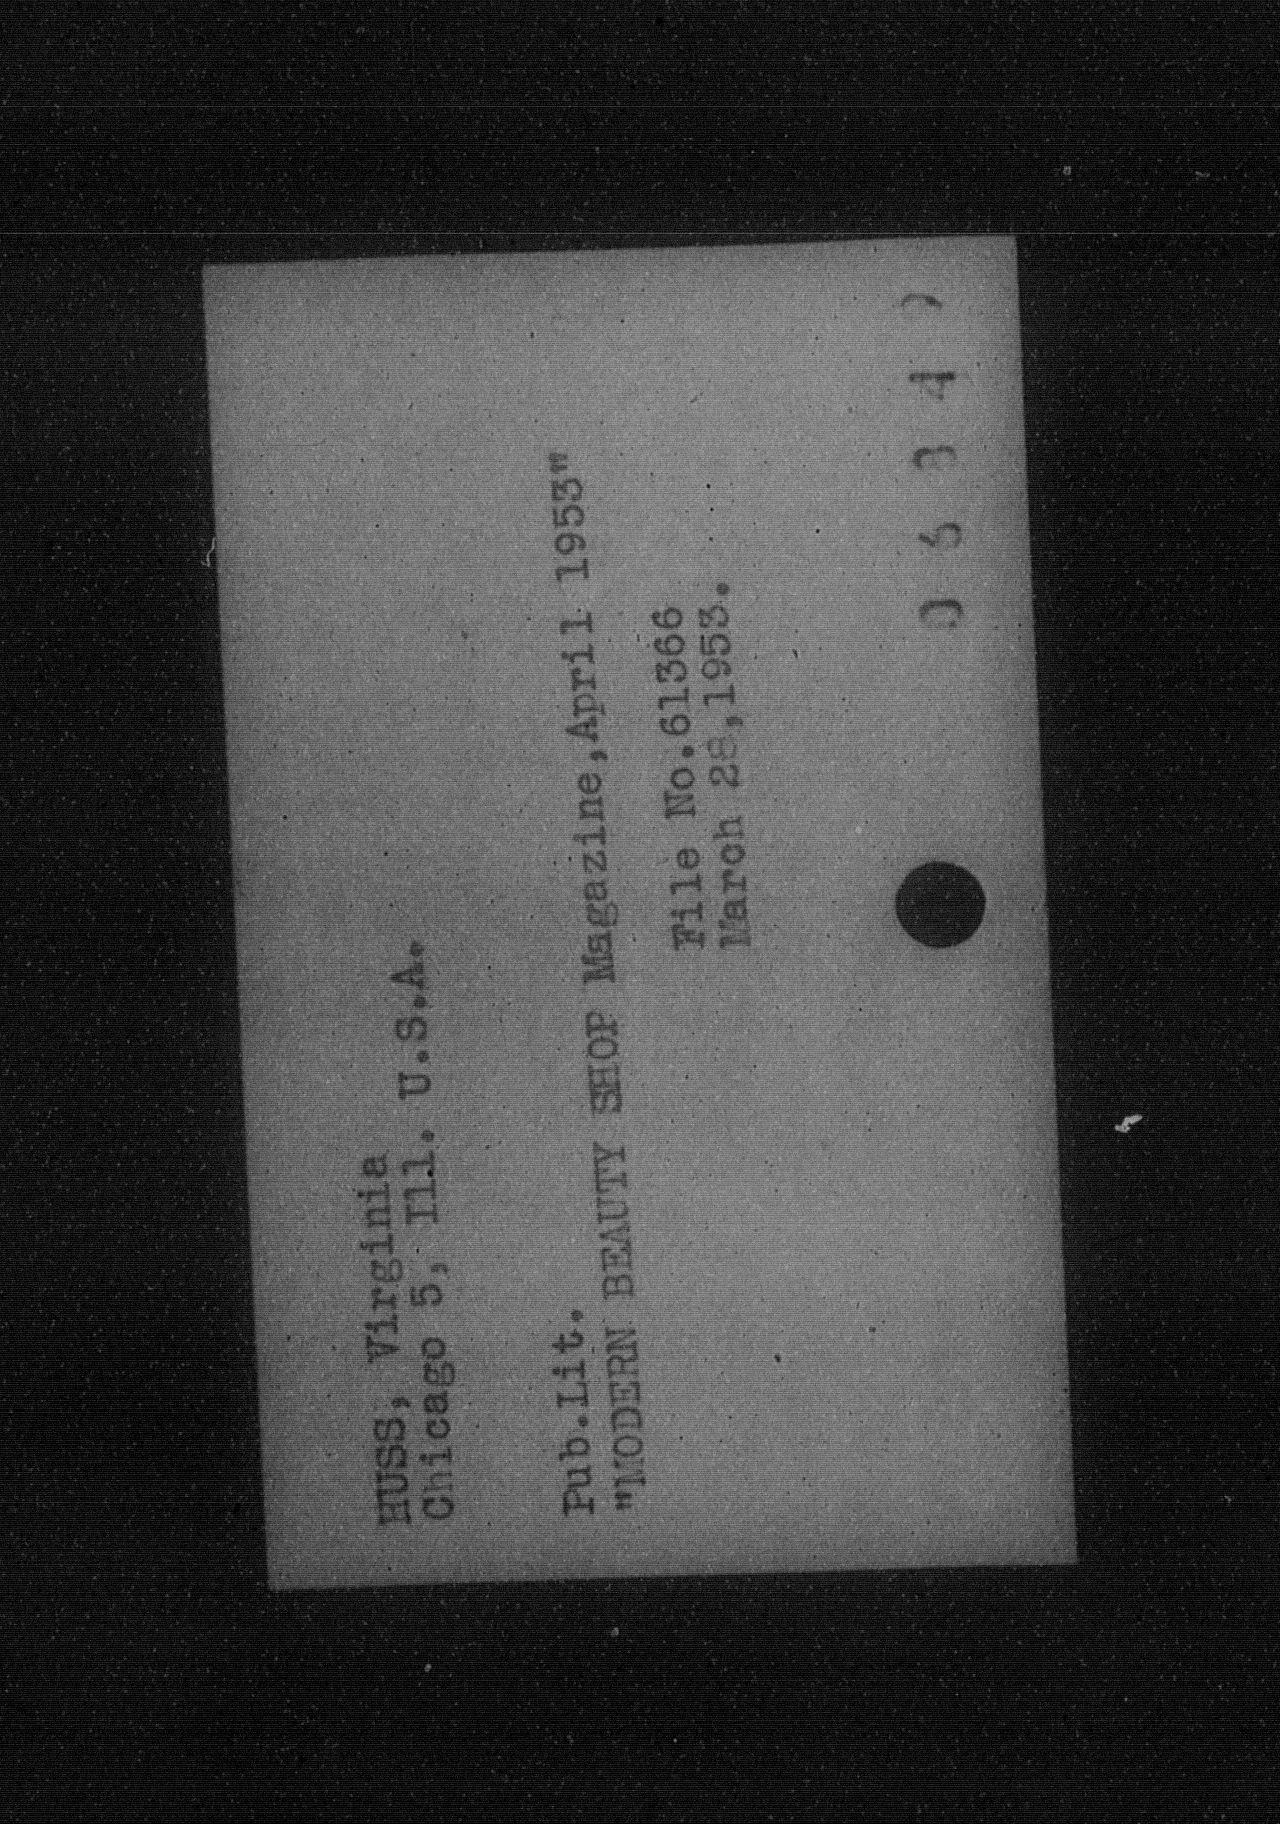 HUSS, Virginia
Chicago 5, Ill. U.S.A.
Pub.Lit.
"MODERN BEAUTY SHOP Magazine,April 1953"
File No.61366
March 28,1953.